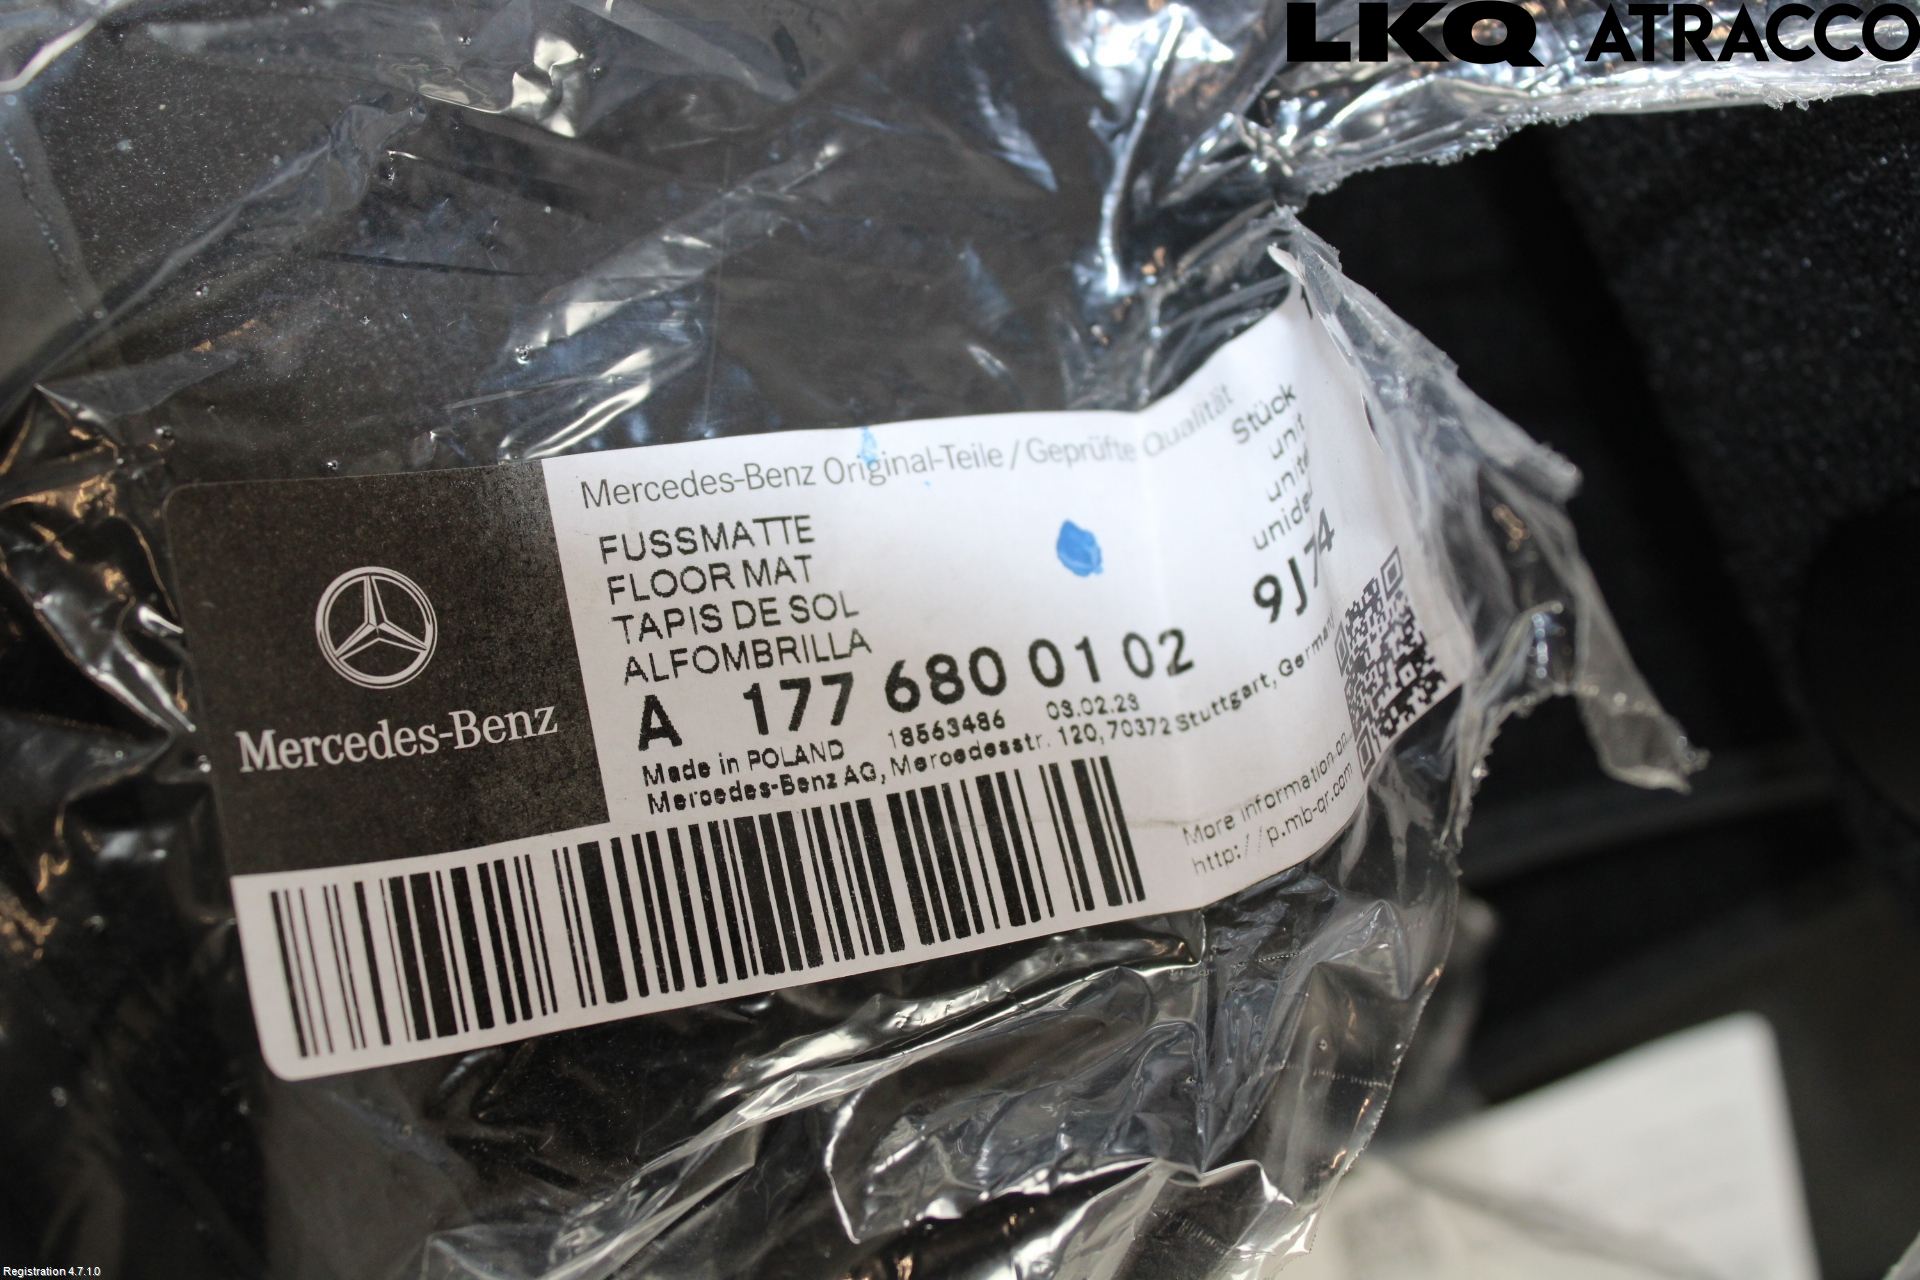 LKQ ATRACCO
Mercedes-Benz Original-Teile / Geprüfte Qualität
Stück
unit
unité
FUSSMATTE
FLOOR MAT
TAPIS DE SOL
ALFOMBRILLA
9J74
A 177 680 01 02
Made in POLAND 18563486 03.02.23
Mercedes-Benz AG, Mercedesstr. 120, 70372 Stuttgart, Germany
Mercedes-Benz
More information on
http://p.mb-qr.com
Registration 4.7.1.0